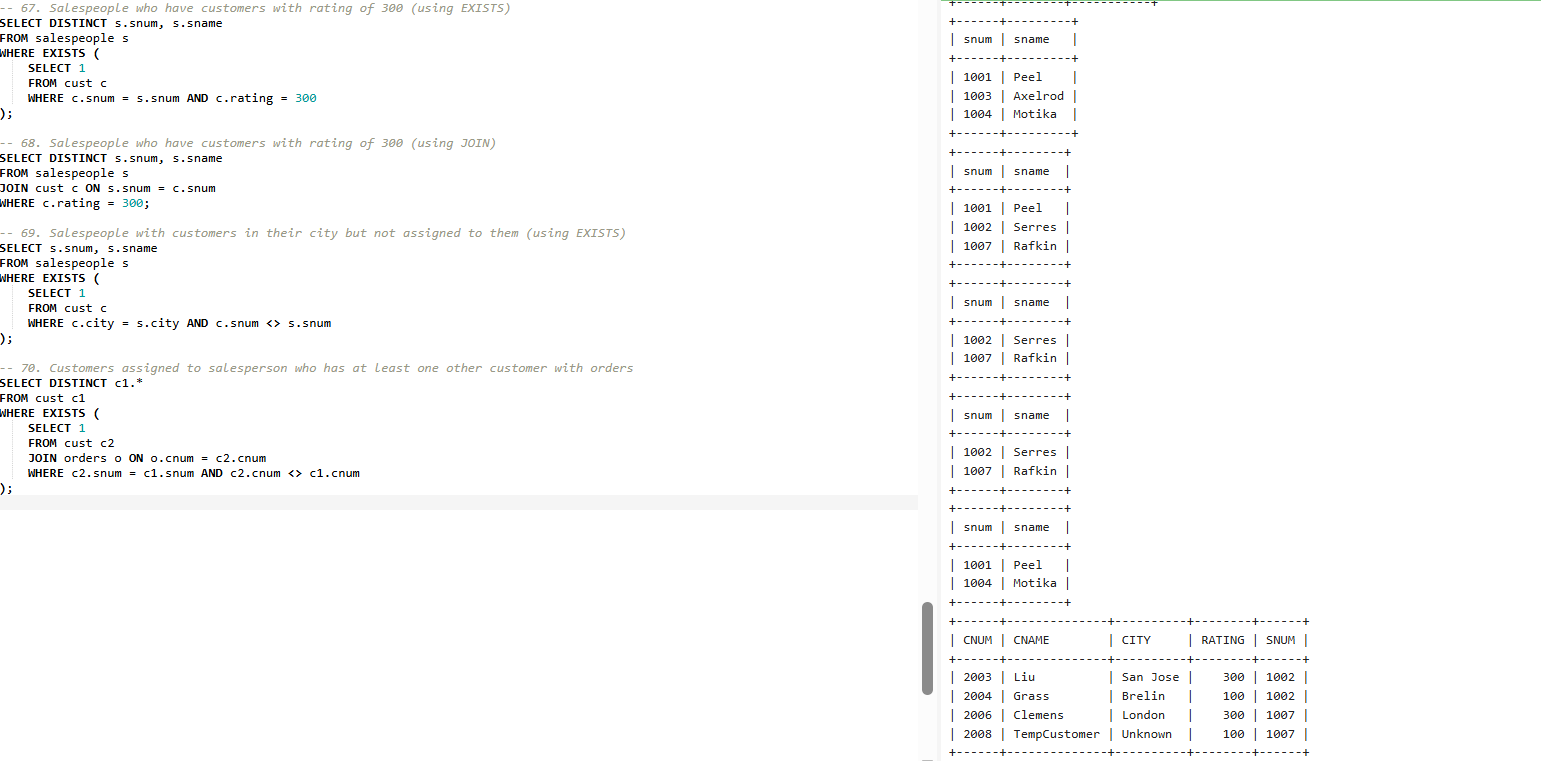 -- 67. Salespeople who have customers with rating of 300 (using EXISTS)
SELECT DISTINCT s.snum, s.sname
FROM salespeople s
WHERE EXISTS (
    SELECT 1
    FROM cust c
    WHERE c.snum = s.snum AND c.rating = 300
);

-- 68. Salespeople who have customers with rating of 300 (using JOIN)
SELECT DISTINCT s.snum, s.sname
FROM salespeople s
JOIN cust c ON s.snum = c.snum
WHERE c.rating = 300;

-- 69. Salespeople with customers in their city but not assigned to them (using EXISTS)
SELECT s.snum, s.sname
FROM salespeople s
WHERE EXISTS (
    SELECT 1
    FROM cust c
    WHERE c.city = s.city AND c.snum <> s.snum
);

-- 70. Customers assigned to salesperson who has at least one other customer with orders
SELECT DISTINCT c1.*
FROM cust c1
WHERE EXISTS (
    SELECT 1
    FROM cust c2
    JOIN orders o ON o.cnum = c2.cnum
    WHERE c2.snum = c1.snum AND c2.cnum <> c1.cnum
);

+------+--------+-----------+
+------+---------+
| snum | sname   |
+------+---------+
| 1001 | Peel    |
| 1003 | Axelrod |
| 1004 | Motika  |
+------+---------+
+------+--------+
| snum | sname  |
+------+--------+
| 1001 | Peel   |
| 1002 | Serres |
| 1007 | Rafkin |
+------+--------+
+------+--------+
| snum | sname  |
+------+--------+
| 1002 | Serres |
| 1007 | Rafkin |
+------+--------+
+------+--------+
| snum | sname  |
+------+--------+
| 1002 | Serres |
| 1007 | Rafkin |
+------+--------+
+------+--------+
| snum | sname  |
+------+--------+
| 1001 | Peel   |
| 1004 | Motika |
+------+--------+
+------+--------------+----------+--------+------+
| CNUM | CNAME        | CITY     | RATING | SNUM |
+------+--------------+----------+--------+------+
| 2003 | Liu          | San Jose |    300 | 1002 |
| 2004 | Grass        | Brelin   |    100 | 1002 |
| 2006 | Clemens      | London   |    300 | 1007 |
| 2008 | TempCustomer | Unknown  |    100 | 1007 |
+------+--------------+----------+--------+------+